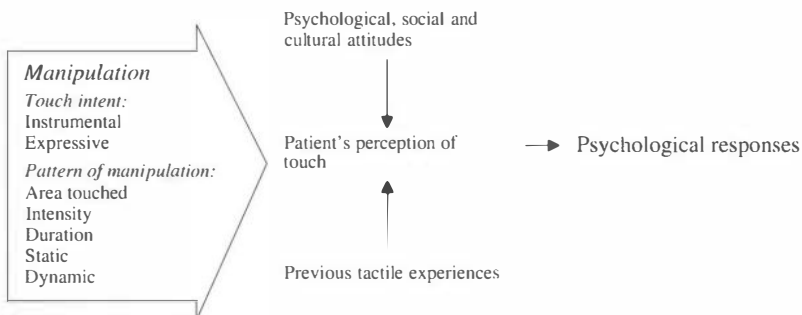 Psychological, social and
cultural attitudes
Manipulation
Touch intent:
Instrumental
Expressive
Pattern of manipulation:
Area touched
Intensity
Duration
Static
Dynamic
Patient's perception of
touch
Psychological responses
Previous tactile experiences